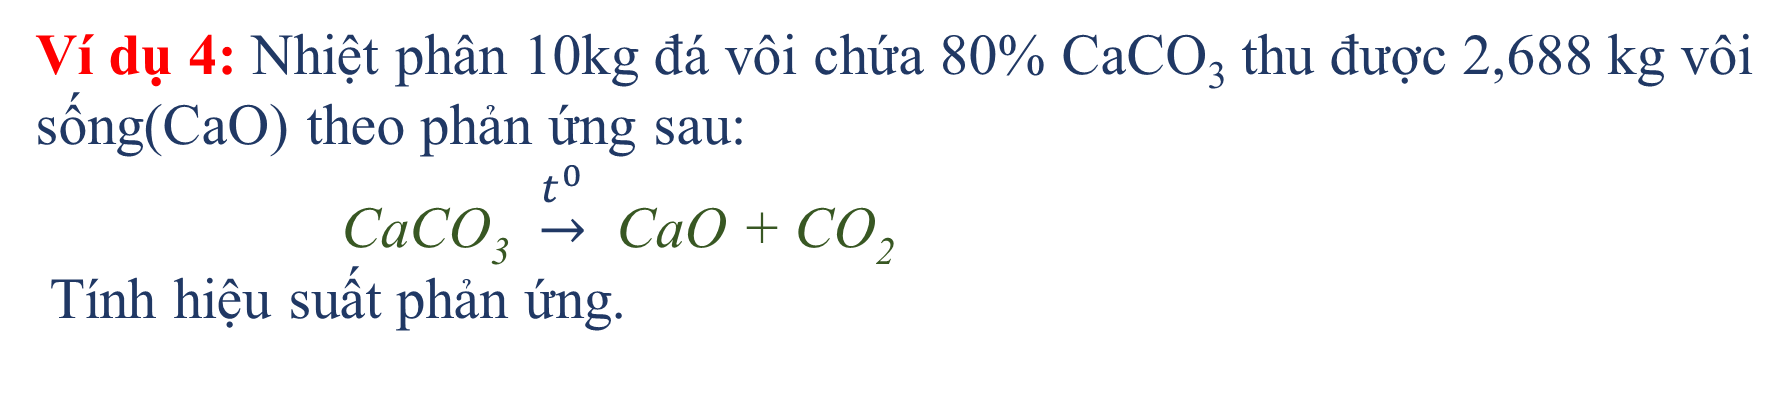 Ví dụ 4: Nhiệt phân 10kg đá vôi chứa 80% CaCO₃ thu được 2,688 kg vôi
sống(CaO) theo phản ứng sau:
t⁰
CaCO₃ → CaO + CO₂
Tính hiệu suất phản ứng.